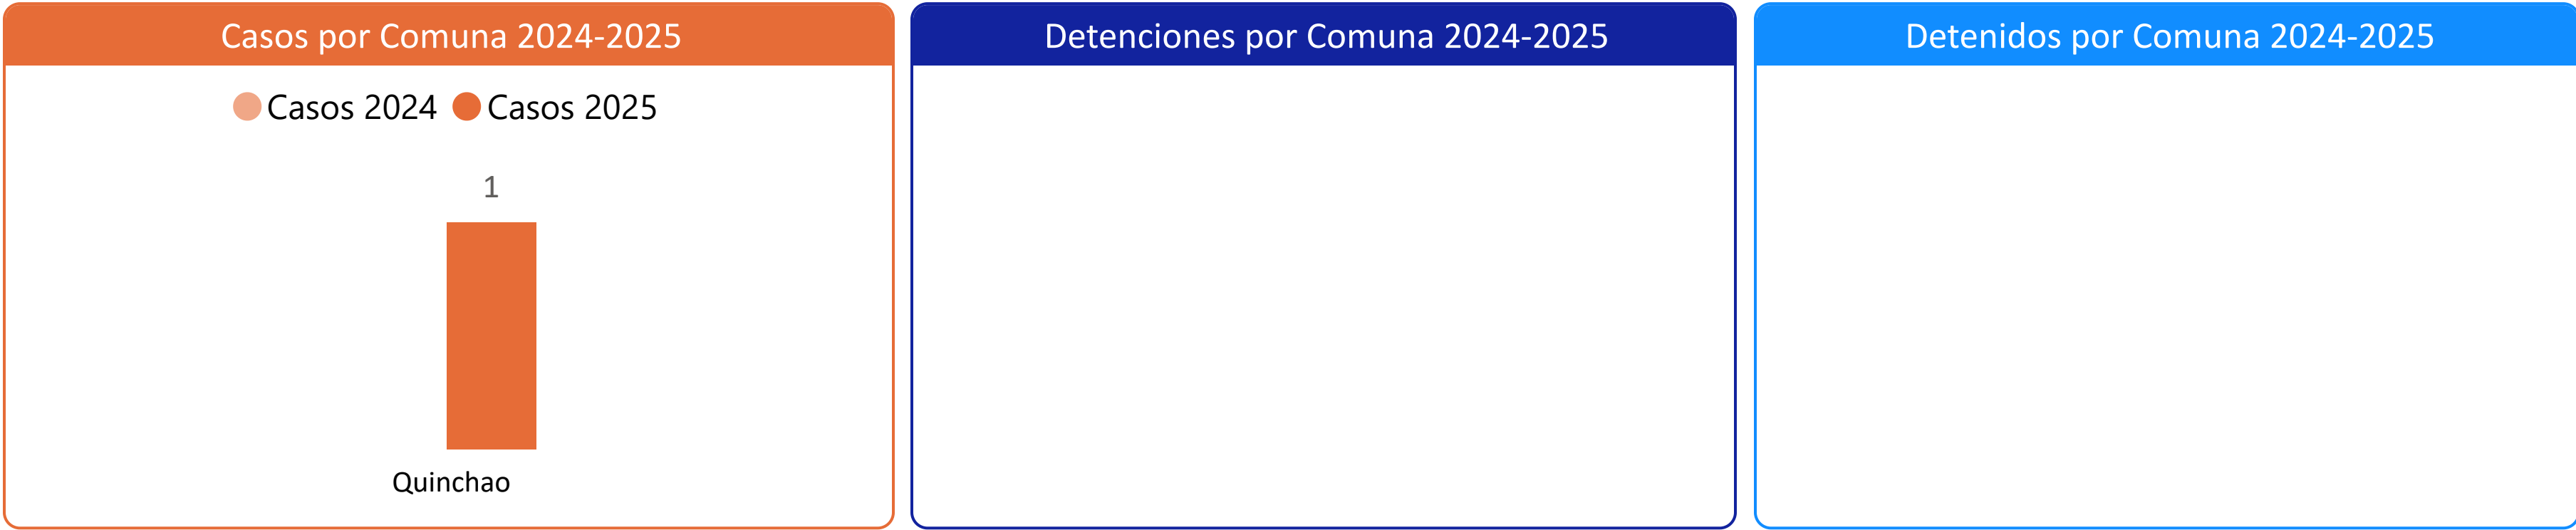 Casos por Comuna 2024-2025
Casos 2024 Casos 2025
1
Quinchao
Detenciones por Comuna 2024-2025
Detenidos por Comuna 2024-2025